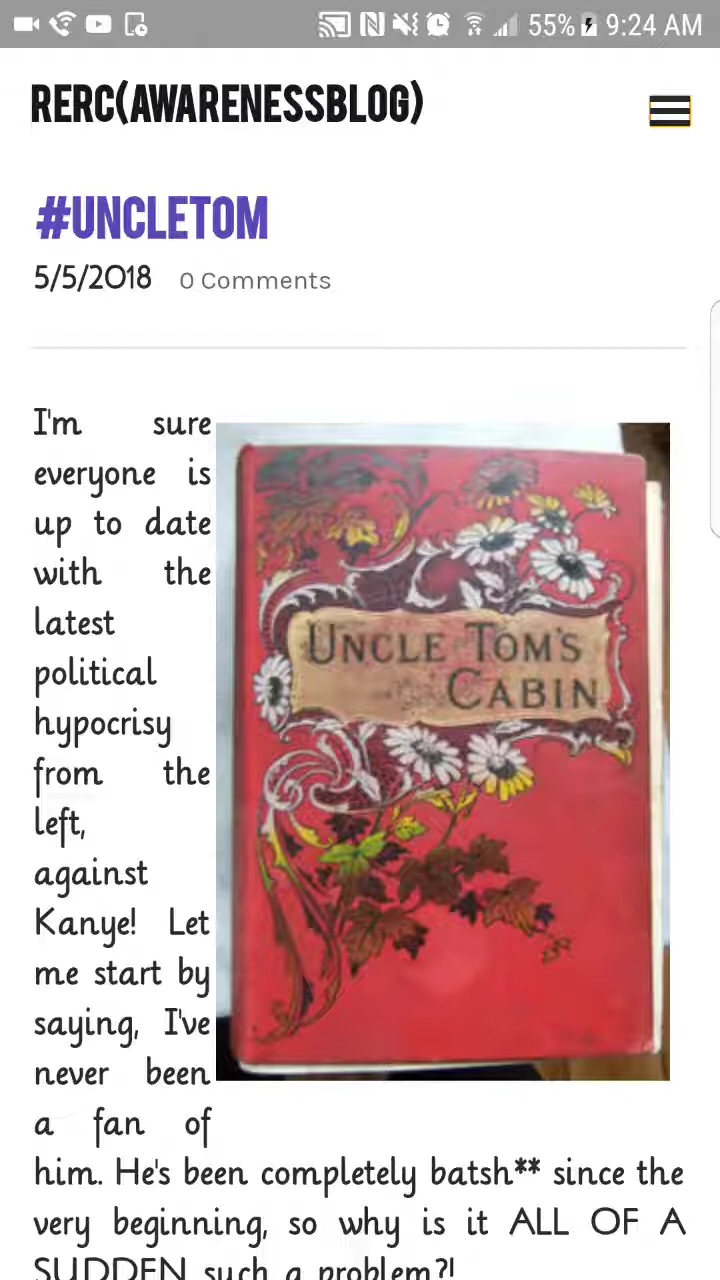 55% 9:24 AM
RERC(AWARENESSBLOG)
#UNCLETOM
5/5/2018 0 Comments
I'm sure
everyone is
up to date
with the
latest
political
hypocrisy
from the
left,
against
Kanye! Let
me start by
saying, I've
never been
a fan of
UNCLE TOM'S
CABIN
him. He's been completely batsh** since the
very beginning, so why is it ALL OF A
SUDDEN such a problem?!